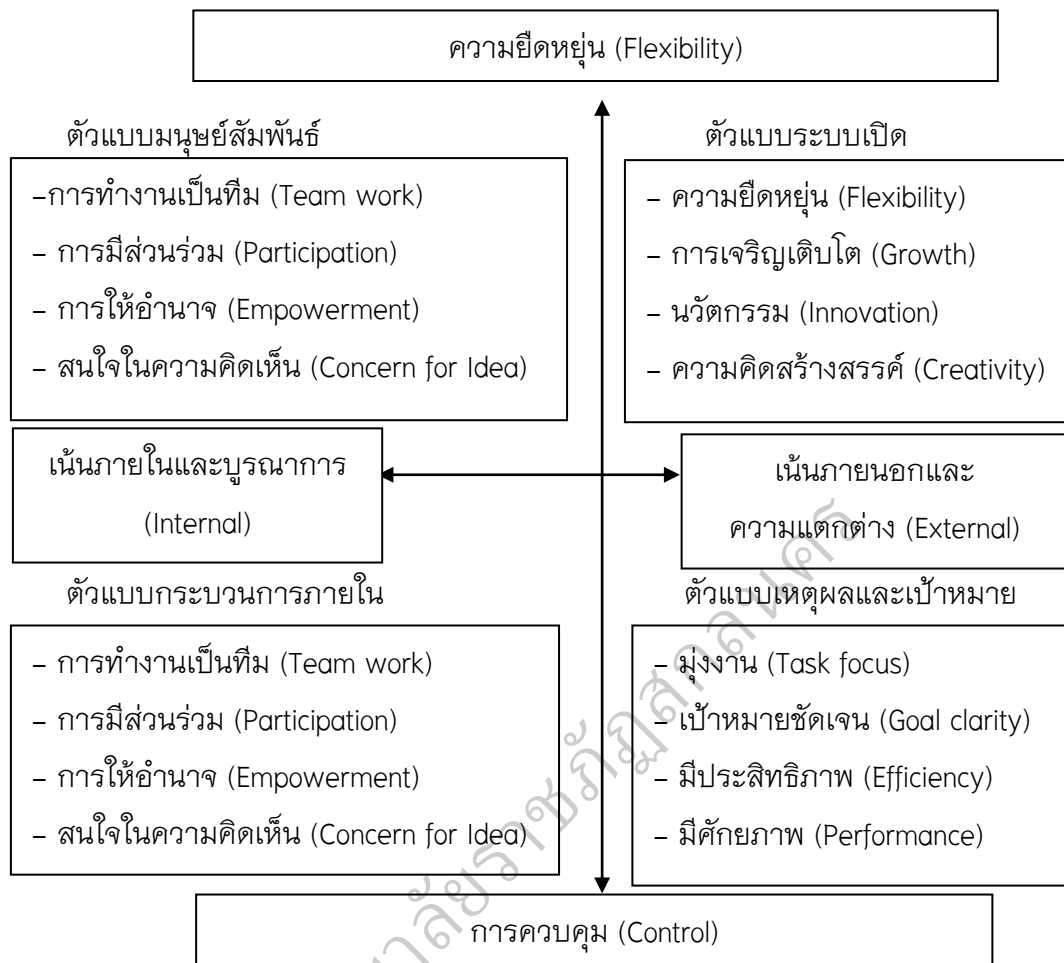 ความยืดหยุ่น (Flexibility)
ตัวแบบมนุษย์สัมพันธ์
-การทำงานเป็นทีม (Team work)
- การมีส่วนร่วม (Participation)
- การให้อำนาจ (Empowerment)
- สนใจในความคิดเห็น (Concern for Idea)
ตัวแบบระบบเปิด
- ความยืดหยุ่น (Flexibility)
- การเจริญเติบโต (Growth)
- นวัตกรรม (Innovation)
- ความคิดสร้างสรรค์ (Creativity)
เน้นภายในและบูรณาการ
(Internal)
เน้นภายนอกและ
ความแตกต่าง (External)
ตัวแบบกระบวนการภายใน
- การทำงานเป็นทีม (Team work)
- การมีส่วนร่วม (Participation)
- การให้อำนาจ (Empowerment)
- สนใจในความคิดเห็น (Concern for Idea)
ตัวแบบเหตุผลและเป้าหมาย
- มุ่งงาน (Task focus)
- เป้าหมายชัดเจน (Goal clarity)
- มีประสิทธิภาพ (Efficiency)
- มีศักยภาพ (Performance)
การควบคุม (Control)